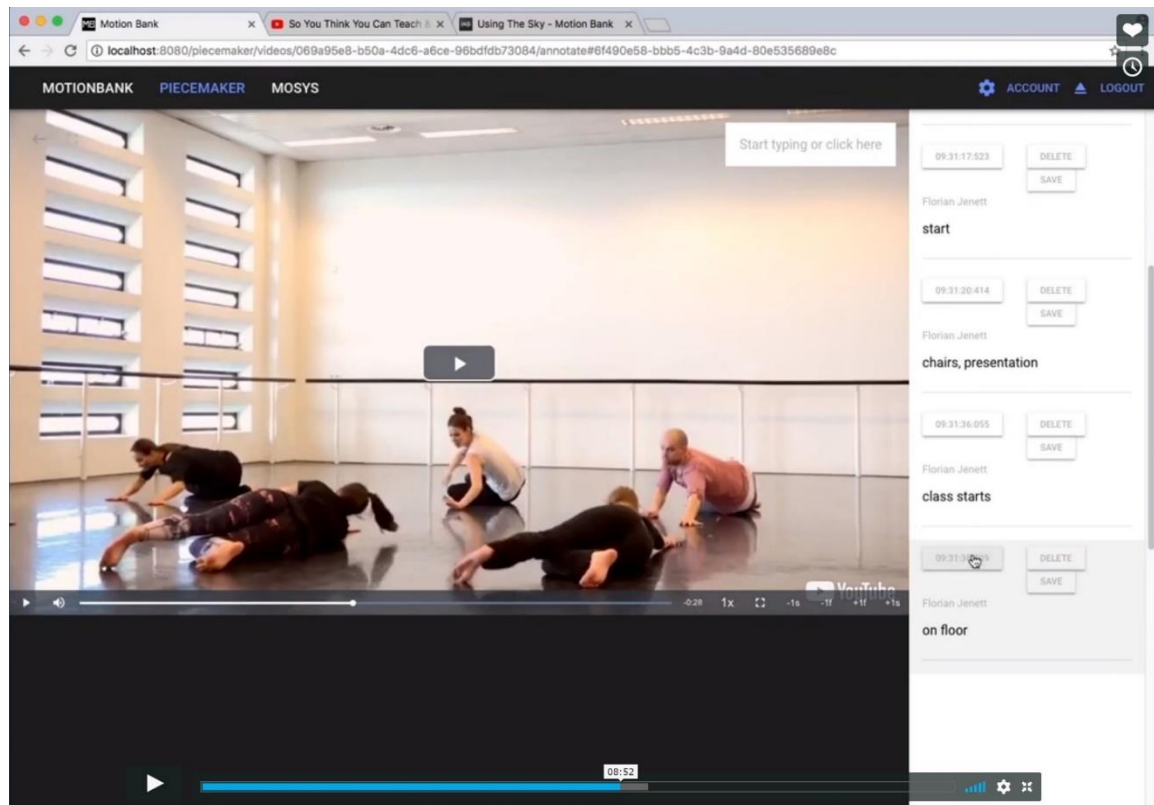 Motion Bank
So You Think You Can Teach
Using The Sky - Motion Bank
localhost:8080/piecemaker/videos/069a95e8-b50a-4dc6-a6ce-96bdfdb73084/annotate#6f490e58-bbb5-4c3b-9a4d-80e535689e8c
MOTIONBANK PIECEMAKER MOSYS ACCOUNT LOGOUT
Start typing or click here
09:31:17:523 DELETE
SAVE
Florian Jenett
start
09:31:20:414 DELETE
SAVE
Florian Jenett
chairs, presentation
09:31:36:055 DELETE
SAVE
Florian Jenett
class starts
DELETE
SAVE
Florian Jenett
on floor
YouTube
-0:28 1x -1s -1f +1f +1s
08:52